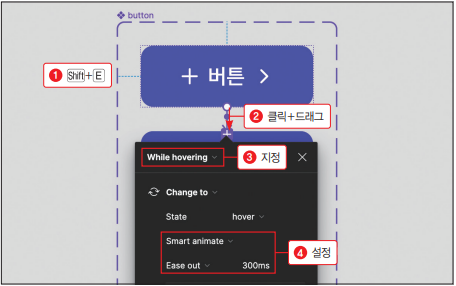 button
+ 버튼 >
1 Shift+E
2 클릭+드래그
While hovering
3 지정
Change to
State hover
Smart animate
Ease out 300ms
4 설정